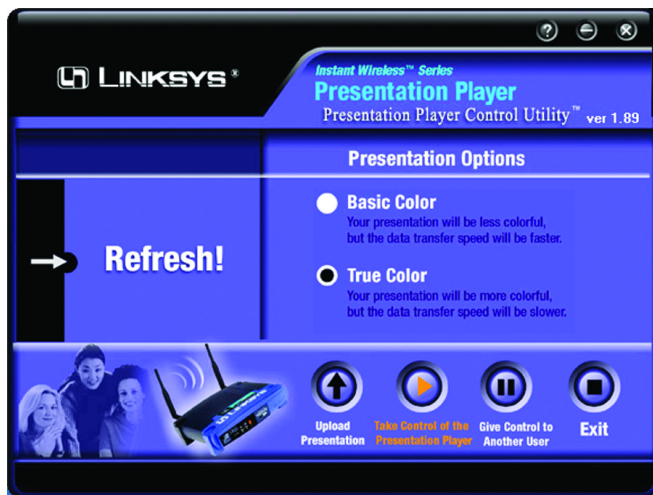 ?
LINKSYS®
Instant Wireless™ Series
Presentation Player
Presentation Player Control Utility™ ver 1.89
Presentation Options
Basic Color
Your presentation will be less colorful,
but the data transfer speed will be faster.
Refresh!
True Color
Your presentation will be more colorful,
but the data transfer speed will be slower.
Upload
Presentation
Take Control of the
Presentation Player
Give Control to
Another User
Exit